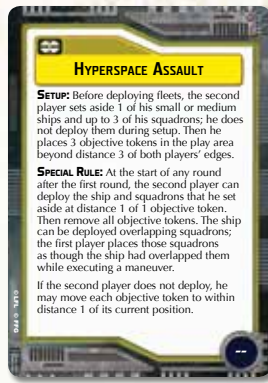 HYPERSPACE ASSAULT
SETUP: Before deploying fleets, the second
player sets aside 1 of his small or medium
ships and up to 3 of his squadrons; he does
not deploy them during setup. Then he
places 3 objective tokens in the play area
beyond distance 3 of both players' edges.
SPECIAL RULE: At the start of any round
after the first round, the second player can
deploy the ship and squadrons that he set
aside at distance 1 of 1 objective token.
Then remove all objective tokens. The ship
can be deployed overlapping squadrons;
the first player places those squadrons
as though the ship had overlapped them
while executing a maneuver.
If the second player does not deploy, he
may move each objective token to within
distance 1 of its current position.
© LFL © FFG
--